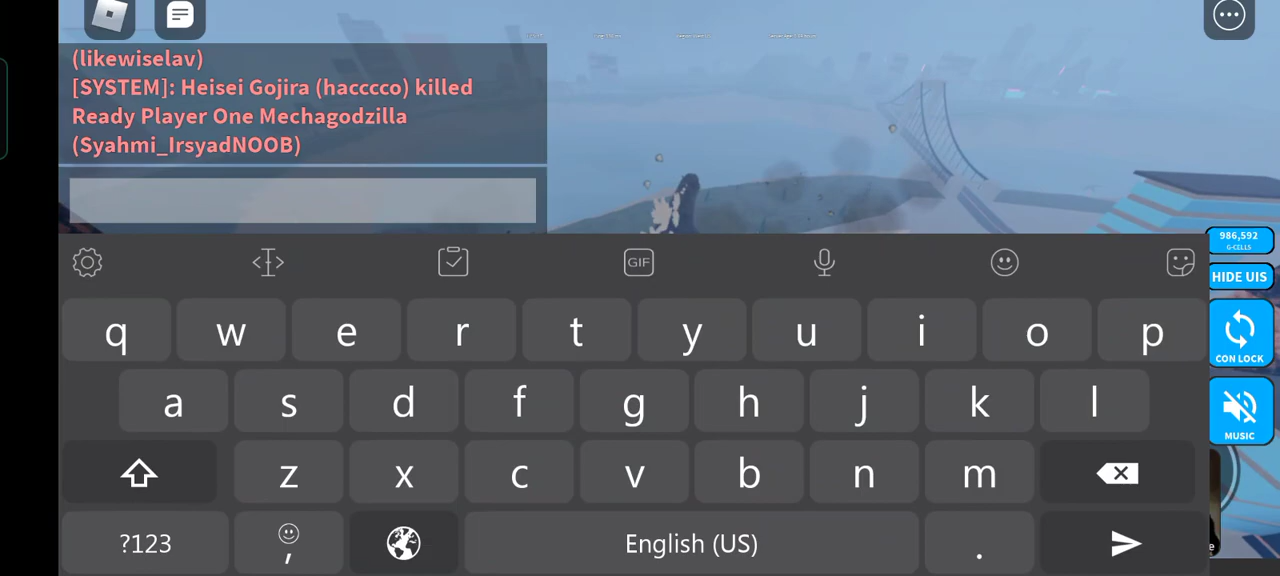 (likewiselav)
[SYSTEM]: Heisei Gojira (hacccco) killed
Ready Player One Mechagodzilla
(Syahmi_IrsyadNOOB)
986,592
G-CELLS
HIDE UIS
CON LOCK
MUSIC
GIF
q w e r t y u i o p
a s d f g h j k l
z x c v b n m
?123 , English (US) .
e